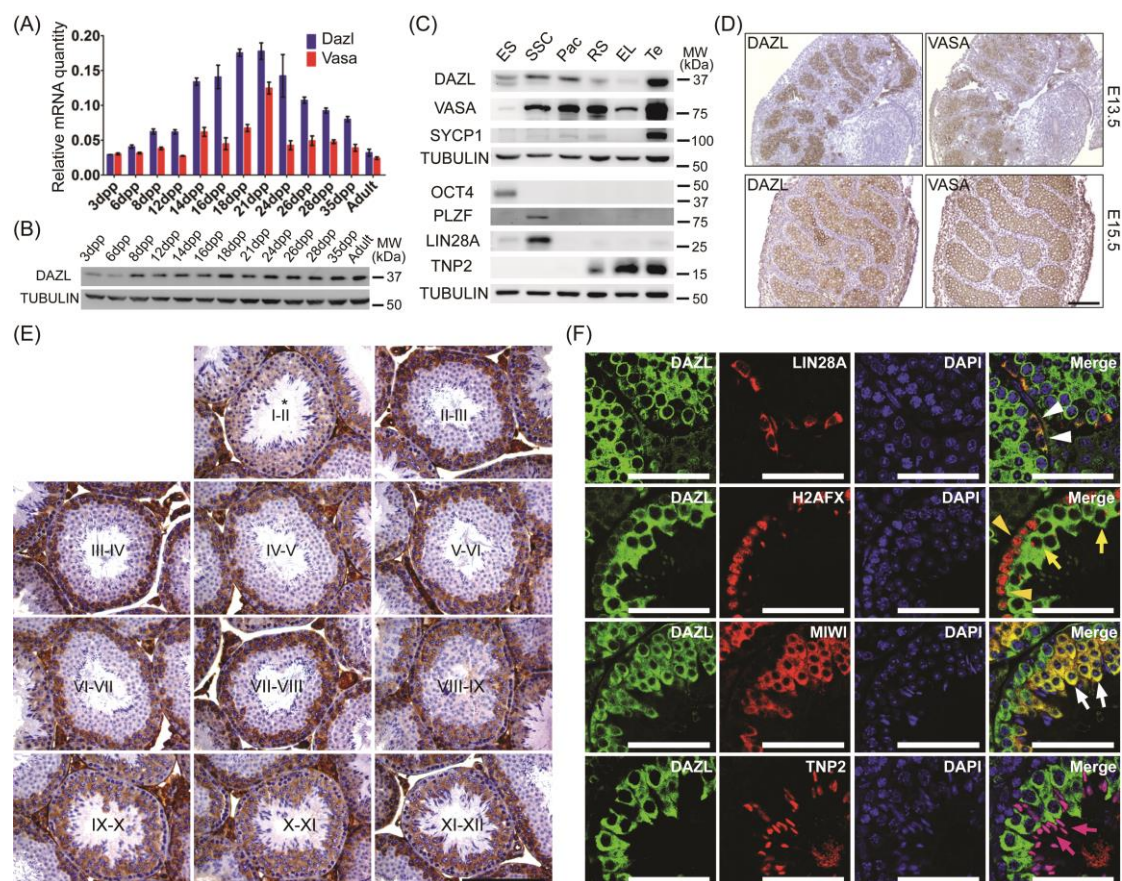 (A)
0.20
0.15
0.10
0.05
0.00
Relative mRNA quantity
Dazl
Vasa
3dpp 6dpp 8dpp 12dpp 14dpp 16dpp 18dpp 21dpp 24dpp 26dpp 28dpp 35dpp Adult
(B)
3dpp 6dpp 8dpp 12dpp 14dpp 16dpp 18dpp 21dpp 24dpp 26dpp 28dpp 35dpp Adult
MW
(kDa)
DAZL
37
TUBULIN
50
(C)
ES SSC Pac RS EL Te
MW
(kDa)
DAZL
37
VASA
75
SYCP1
100
TUBULIN
50
OCT4
50
37
PLZF
75
LIN28A
25
TNP2
15
TUBULIN
50
(D)
DAZL VASA
E13.5
DAZL VASA
E15.5
(E)
I-II II-III
III-IV IV-V V-VI
VI-VII VII-VIII VIII-IX
IX-X X-XI XI-XII
*
(F)
DAZL LIN28A DAPI Merge
DAZL H2AFX DAPI Merge
DAZL MIWI DAPI Merge
DAZL TNP2 DAPI Merge